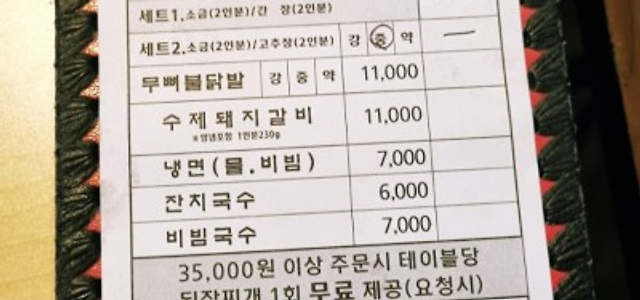 세트1.소금(2인분)/간 장(2인분)
세트2.소금(2인분)/고추장(2인분) 강 중 약 —
무뼈불닭발 강 중 약 11,000
수제돼지갈비 11,000
※양념포함 1인분230g
냉면(물.비빔) 7,000
잔치국수 6,000
비빔국수 7,000
35,000원 이상 주문시 테이블당
된장찌개 1회 무료 제공(요청시)